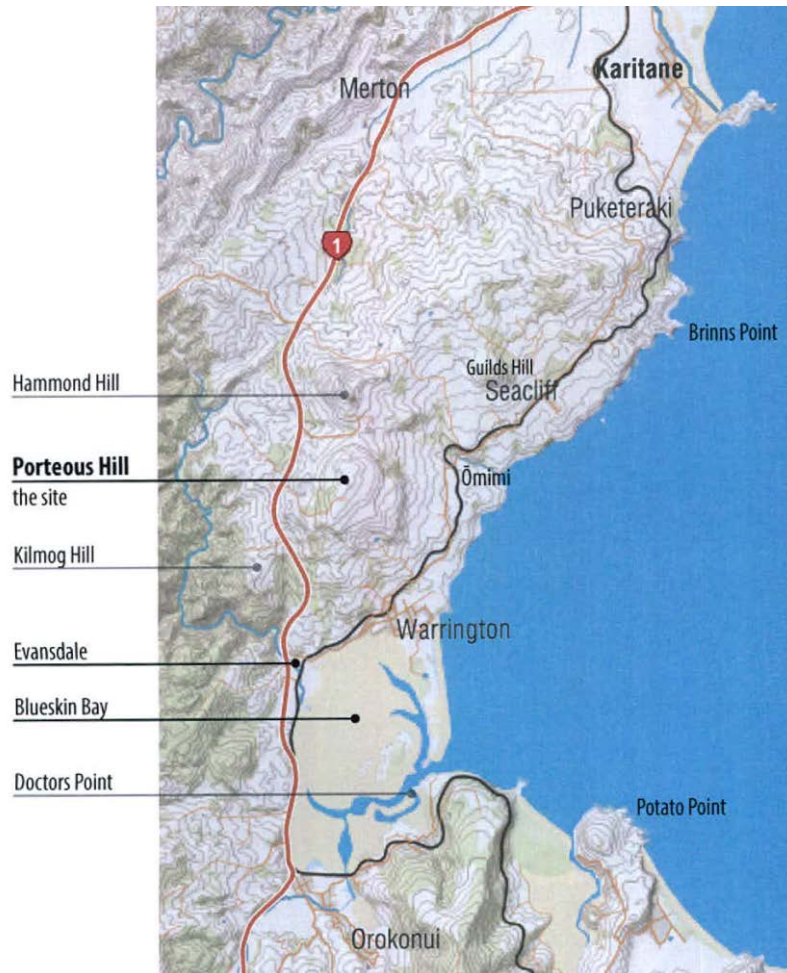 Karitane
Merton
Puketeraki
1
Brinns Point
Guilds Hill
Seacliff
Hammond Hill
Porteous Hill
the site
Ōmimi
Kilmog Hill
Warrington
Evansdale
Blueskin Bay
Doctors Point
Potato Point
Orokonui